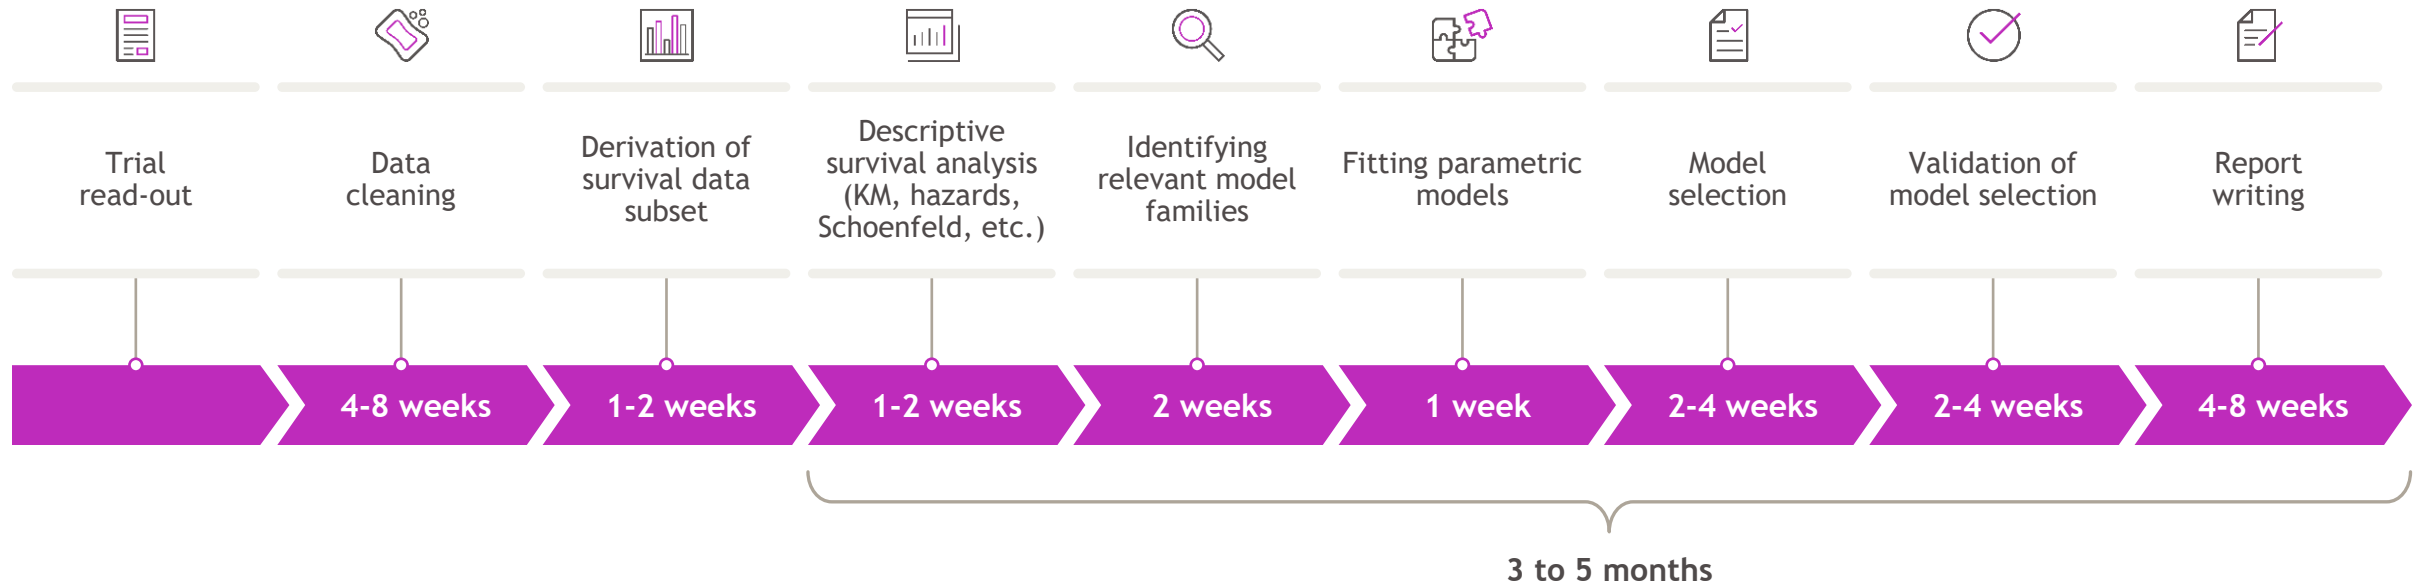 Trial
read-out
Data
cleaning
Derivation of
survival data
subset
Descriptive
survival analysis
(KM, hazards,
Schoenfeld, etc.)
Identifying
relevant model
families
Fitting parametric
models
Model
selection
Validation of
model selection
Report
writing
4-8 weeks
1-2 weeks
1-2 weeks
2 weeks
1 week
2-4 weeks
2-4 weeks
4-8 weeks
3 to 5 months